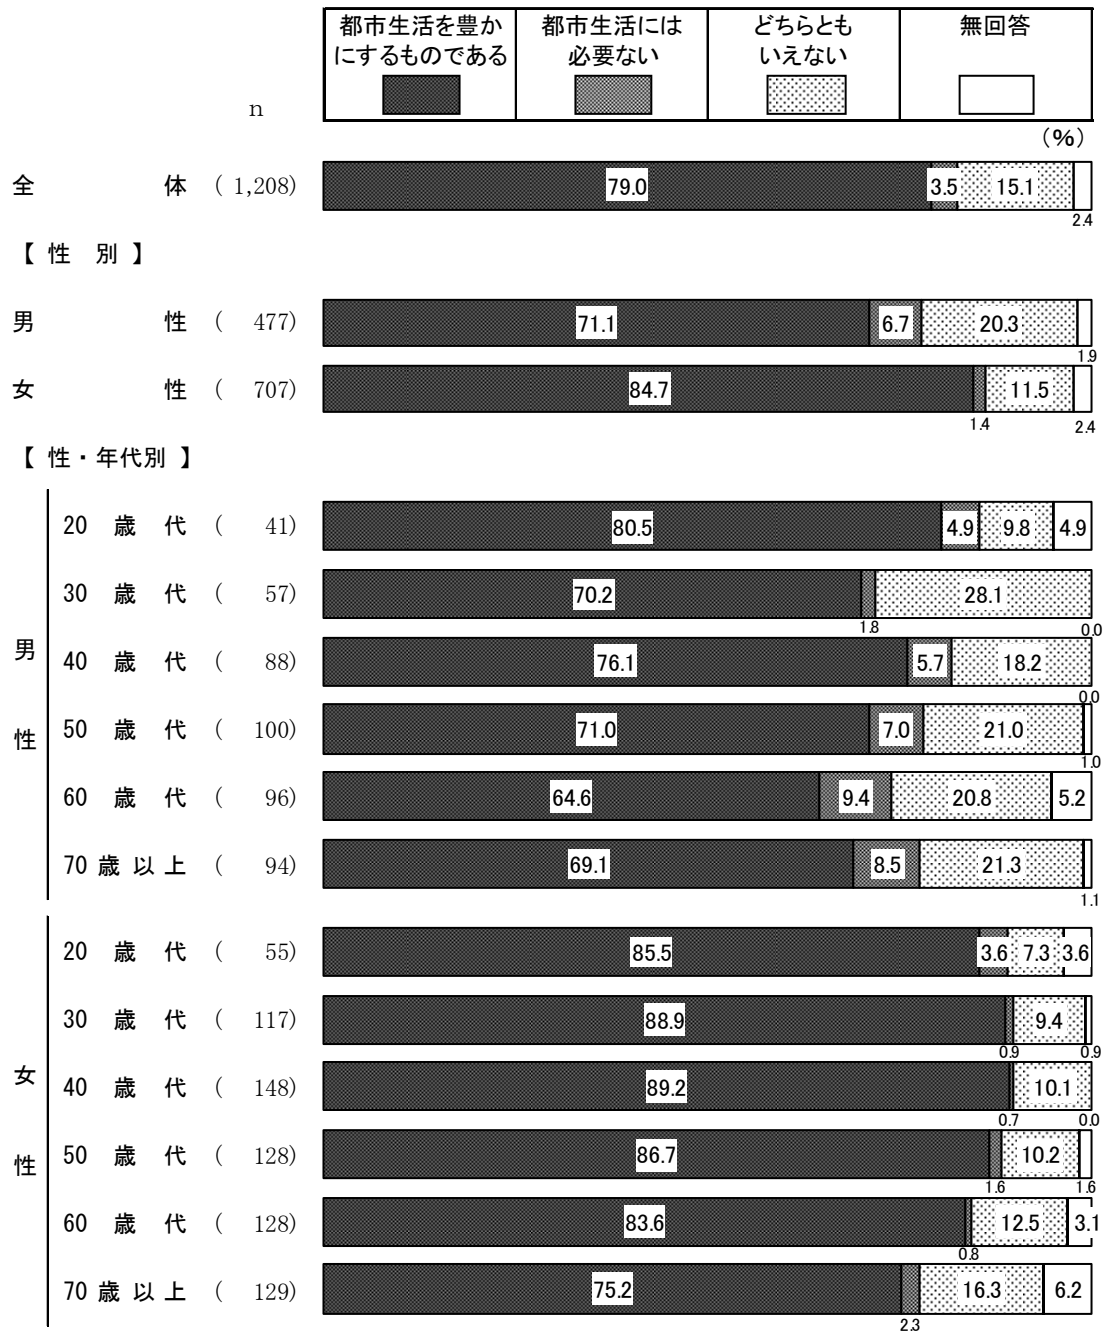 都市生活を豊か
にするものである
都市生活には
必要ない
どちらとも
いえない
無回答
n
(%)
全体 ( 1,208) 79.0 3.5 15.1 2.4
【 性 別 】
男性 ( 477) 71.1 6.7 20.3 1.9
女性 ( 707) 84.7 1.4 11.5 2.4
【 性・年代別 】
男性
20 歳 代 ( 41) 80.5 4.9 9.8 4.9
30 歳 代 ( 57) 70.2 1.8 28.1 0.0
40 歳 代 ( 88) 76.1 5.7 18.2 0.0
50 歳 代 ( 100) 71.0 7.0 21.0 1.0
60 歳 代 ( 96) 64.6 9.4 20.8 5.2
70 歳 以 上 ( 94) 69.1 8.5 21.3 1.1
女性
20 歳 代 ( 55) 85.5 3.6 7.3 3.6
30 歳 代 ( 117) 88.9 0.9 9.4 0.9
40 歳 代 ( 148) 89.2 0.7 10.1 0.0
50 歳 代 ( 128) 86.7 1.6 10.2 1.6
60 歳 代 ( 128) 83.6 0.8 12.5 3.1
70 歳 以 上 ( 129) 75.2 2.3 16.3 6.2